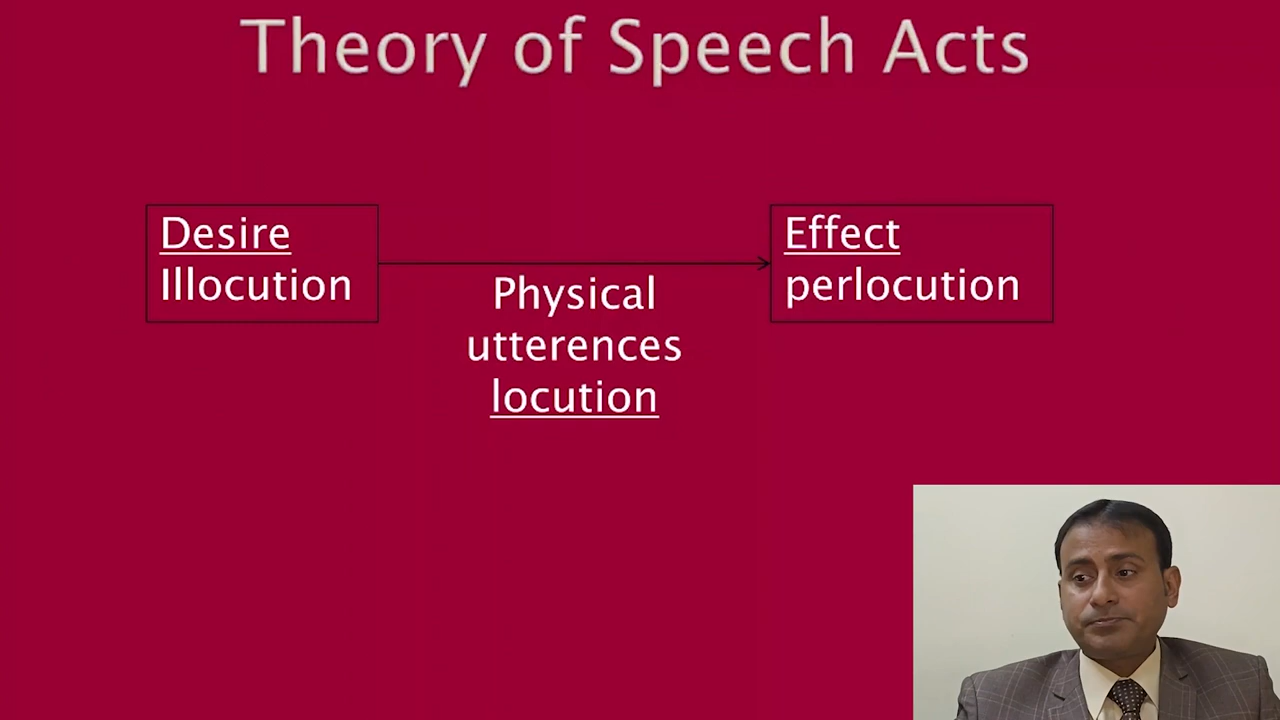 Theory of Speech Acts
Desire
Illocution
Physical
utterences
locution
Effect
perlocution